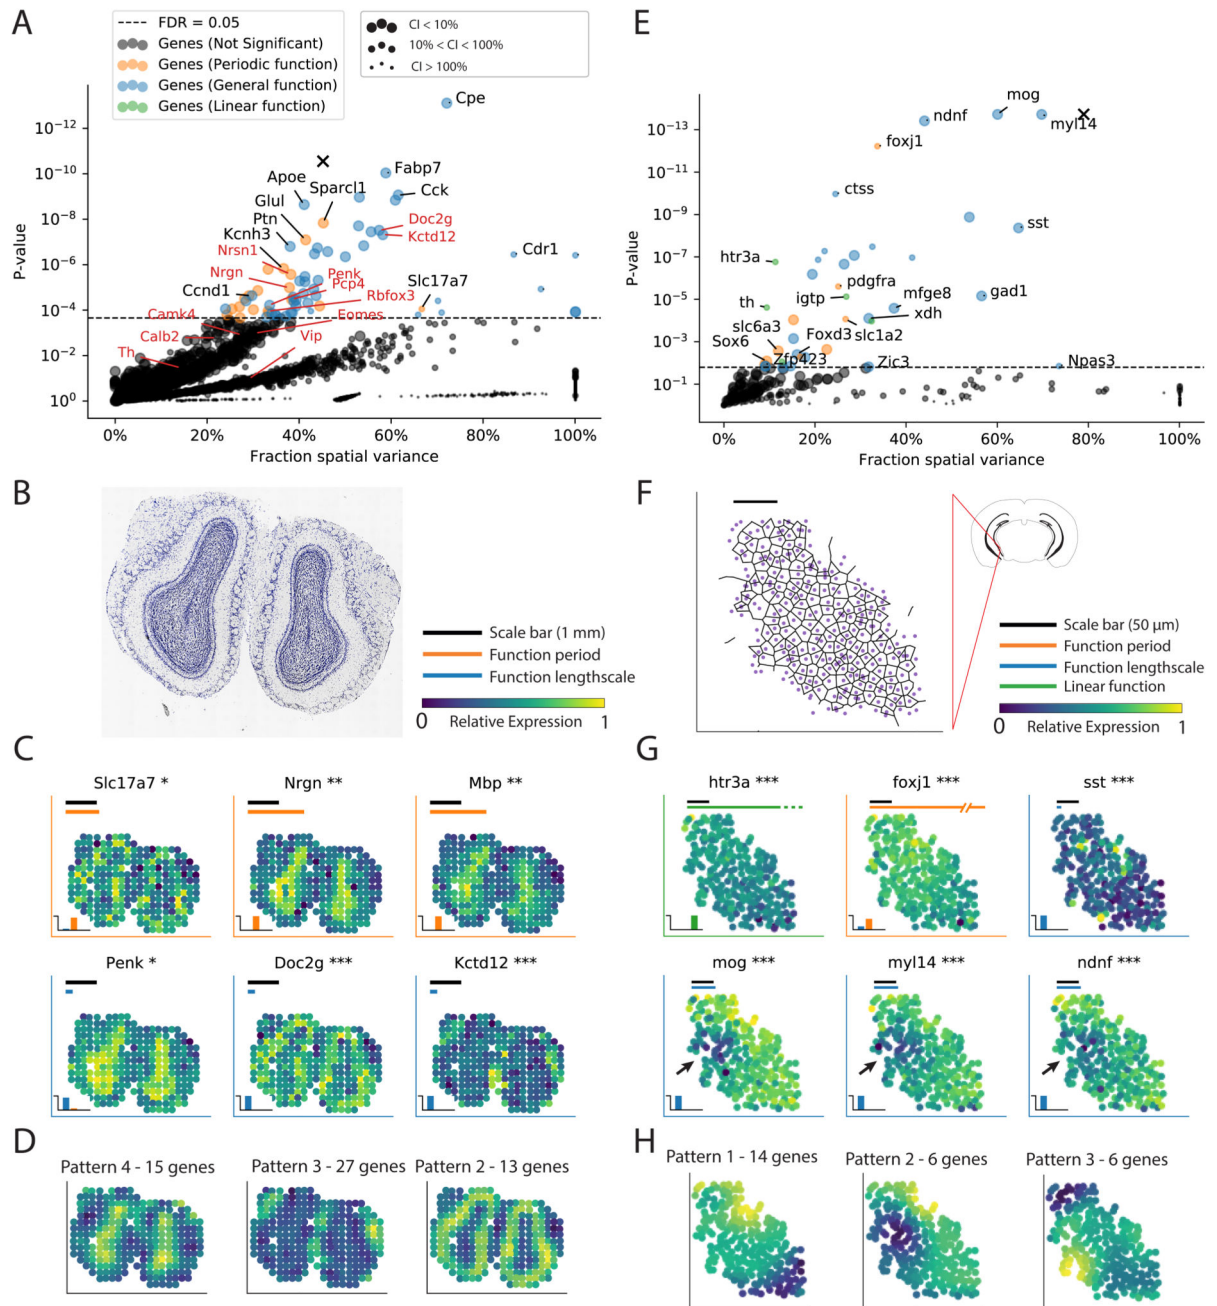 A
FDR = 0.05
Genes (Not Significant)
Genes (Periodic function)
Genes (General function)
Genes (Linear function)
CI < 10%
10% < CI < 100%
CI > 100%
P-value
10⁻¹²
10⁻¹⁰
10⁻⁸
10⁻⁶
10⁻⁴
10⁻²
10⁰
Cpe
Fabp7
Apoe
Sparcl1
Cck
Glul
Ptn
Doc2g
Kctd12
Kcnh3
Nrsn1
Cdr1
Nrgn
Penk
Pcp4
Slc17a7
Ccnd1
Rbfox3
Camk4
Eomes
Calb2
Vip
Th
0%
20%
40%
60%
80%
100%
Fraction spatial variance
E
P-value
10⁻¹³
10⁻¹¹
10⁻⁹
10⁻⁷
10⁻⁵
10⁻³
10⁻¹
mog
ndnf
myl14
foxj1
ctss
sst
htr3a
pdgfra
th
igtp
mfge8
gad1
xdh
slc6a3
Foxd3
slc1a2
Sox6
Zfp423
Zic3
Npas3
0%
20%
40%
60%
80%
100%
Fraction spatial variance
B
Scale bar (1 mm)
Function period
Function lengthscale
0
1
Relative Expression
F
Scale bar (50 µm)
Function period
Function lengthscale
Linear function
0
1
Relative Expression
C
Slc17a7 *
Nrgn **
Mbp **
Penk *
Doc2g ***
Kctd12 ***
G
htr3a ***
foxj1 ***
sst ***
mog ***
myl14 ***
ndnf ***
D
Pattern 4 - 15 genes
Pattern 3 - 27 genes
Pattern 2 - 13 genes
H
Pattern 1 - 14 genes
Pattern 2 - 6 genes
Pattern 3 - 6 genes